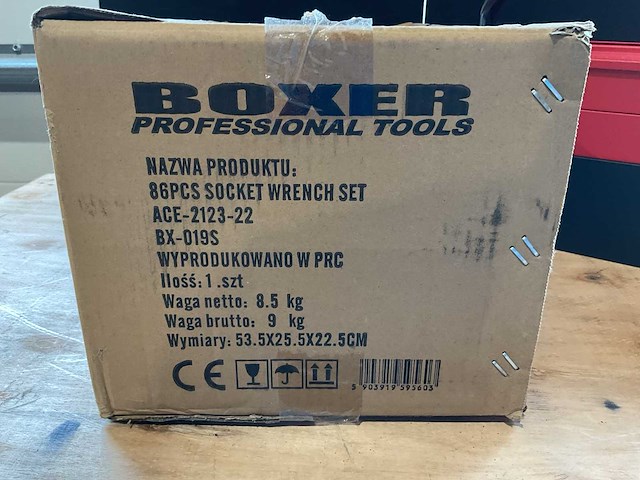 BOXER
PROFESSIONAL TOOLS
NAZWA PRODUKTU:
86PCS SOCKET WRENCH SET
ACE-2123-22
BX-019S
WYPRODUKOWANO W PRC
Ilość: 1 .szt
Waga netto: 8.5 kg
Waga brutto: 9 kg
Wymiary: 53.5X25.5X22.5CM
CE
5 903919 595603